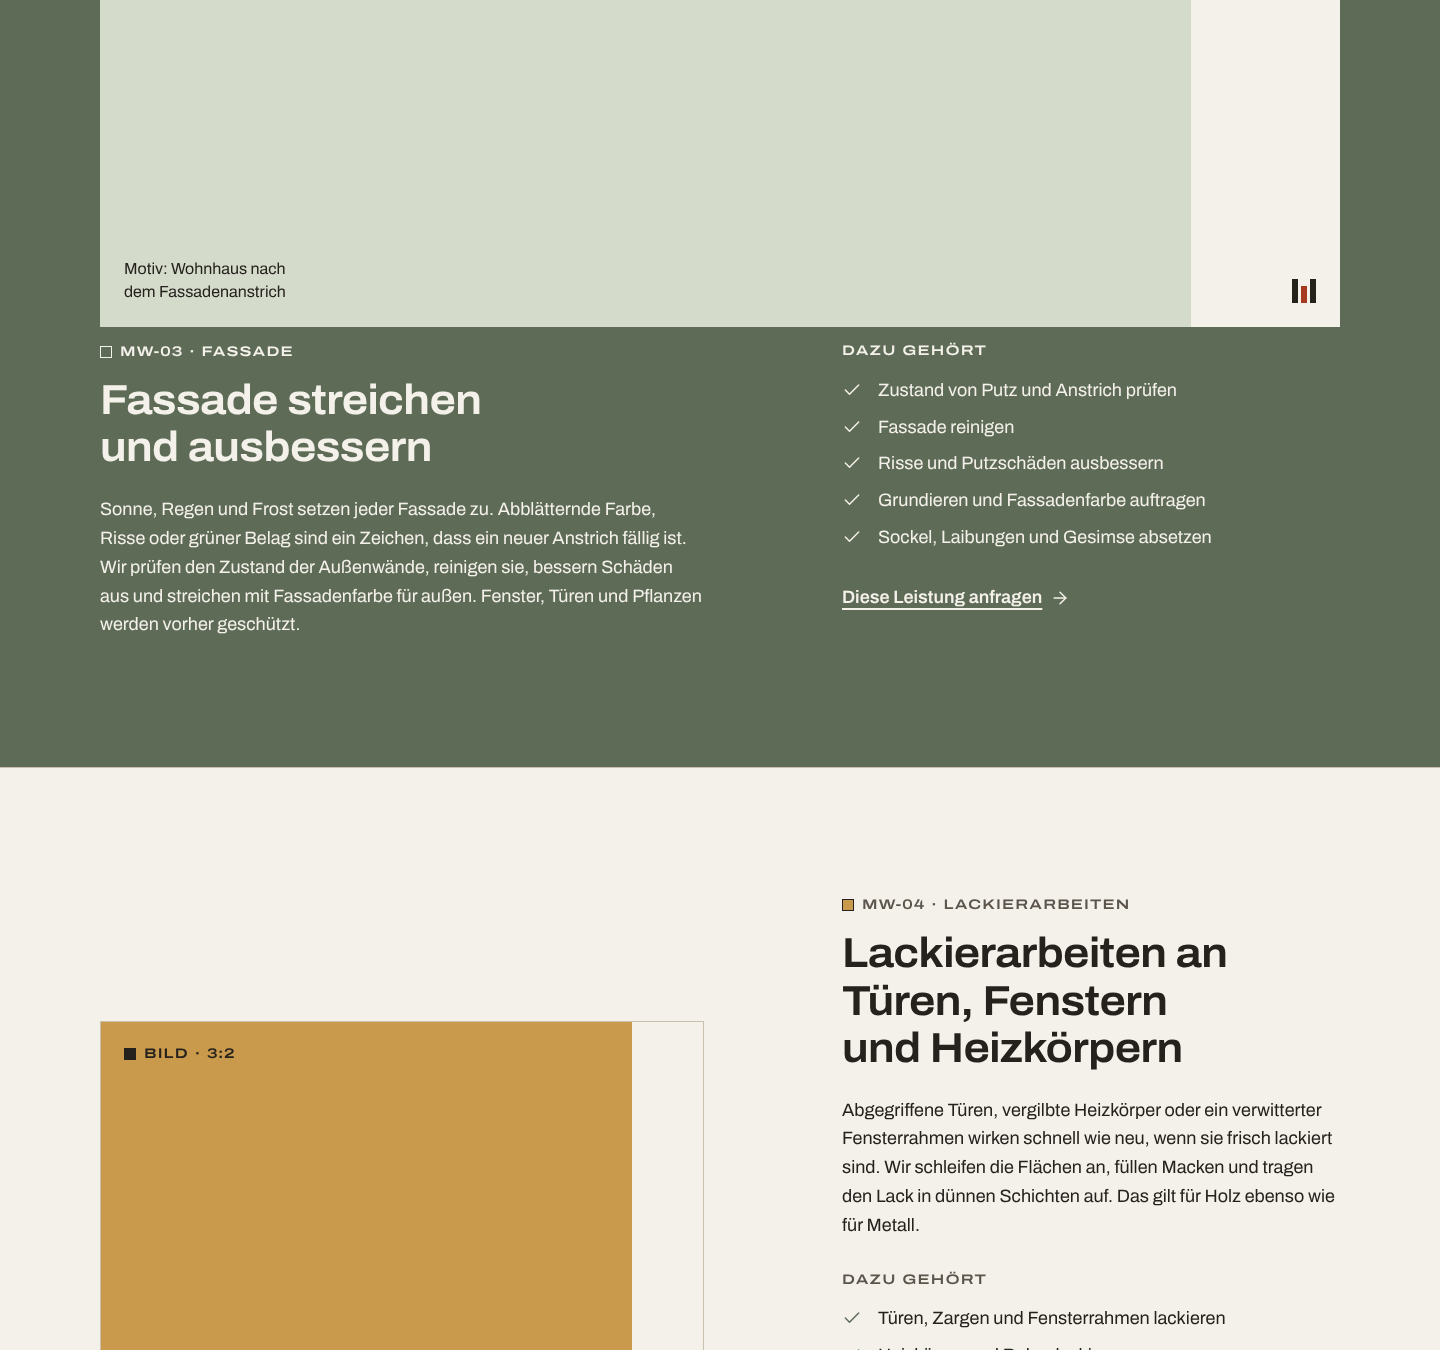 Motiv: Wohnhaus nach
dem Fassadenanstrich
MW-03 · FASSADE
Fassade streichen
und ausbessern
Sonne, Regen und Frost setzen jeder Fassade zu. Abblätternde Farbe,
Risse oder grüner Belag sind ein Zeichen, dass ein neuer Anstrich fällig ist.
Wir prüfen den Zustand der Außenwände, reinigen sie, bessern Schäden
aus und streichen mit Fassadenfarbe für außen. Fenster, Türen und Pflanzen
werden vorher geschützt.
DAZU GEHÖRT
Zustand von Putz und Anstrich prüfen
Fassade reinigen
Risse und Putzschäden ausbessern
Grundieren und Fassadenfarbe auftragen
Sockel, Laibungen und Gesimse absetzen
Diese Leistung anfragen
BILD · 3:2
MW-04 · LACKIERARBEITEN
Lackierarbeiten an
Türen, Fenstern
und Heizkörpern
Abgegriffene Türen, vergilbte Heizkörper oder ein verwitterter
Fensterrahmen wirken schnell wie neu, wenn sie frisch lackiert
sind. Wir schleifen die Flächen an, füllen Macken und tragen
den Lack in dünnen Schichten auf. Das gilt für Holz ebenso wie
für Metall.
DAZU GEHÖRT
Türen, Zargen und Fensterrahmen lackieren